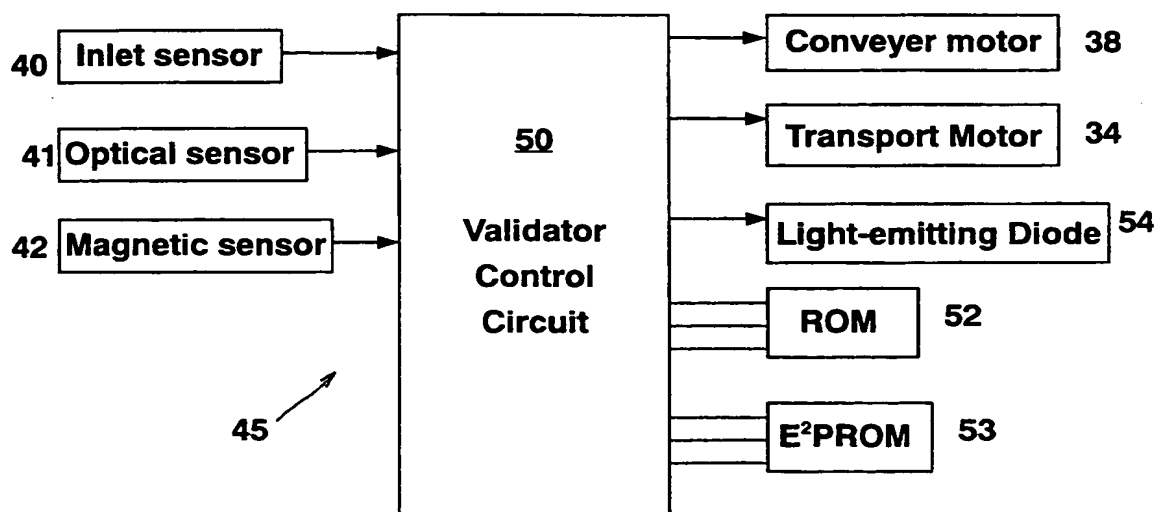 40 Inlet sensor
41 Optical sensor
42 Magnetic sensor
45
50
Validator
Control
Circuit
Conveyer motor 38
Transport Motor 34
Light-emitting Diode 54
ROM 52
E²PROM 53